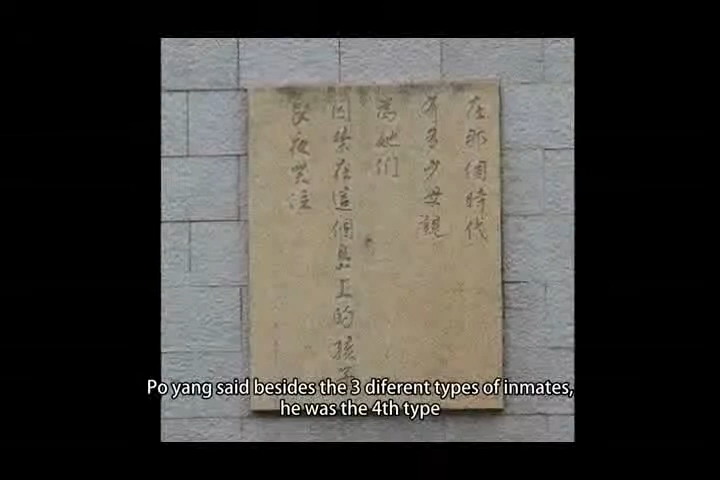 在那個時代
有多少母親
為她們
囚禁在這個島上的孩子
長夜哭泣
Po yang said besides the 3 diferent types of inmates,
he was the 4th type